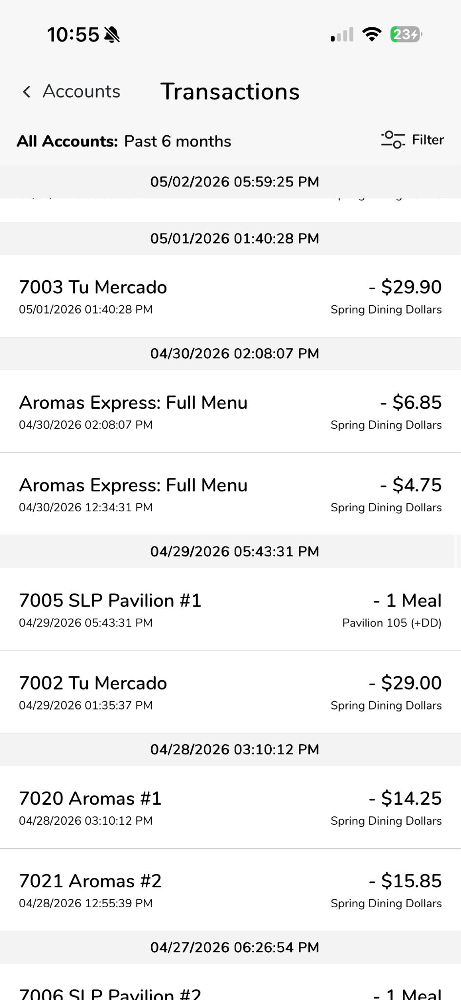 10:55
23
Accounts
Transactions
All Accounts: Past 6 months
Filter
05/02/2026 05:59:25 PM
05/01/2026 01:40:28 PM
7003 Tu Mercado
- $29.90
05/01/2026 01:40:28 PM
Spring Dining Dollars
04/30/2026 02:08:07 PM
Aromas Express: Full Menu
- $6.85
04/30/2026 02:08:07 PM
Spring Dining Dollars
Aromas Express: Full Menu
- $4.75
04/30/2026 12:34:31 PM
Spring Dining Dollars
04/29/2026 05:43:31 PM
7005 SLP Pavilion #1
- 1 Meal
04/29/2026 05:43:31 PM
Pavilion 105 (+DD)
7002 Tu Mercado
- $29.00
04/29/2026 01:35:37 PM
Spring Dining Dollars
04/28/2026 03:10:12 PM
7020 Aromas #1
- $14.25
04/28/2026 03:10:12 PM
Spring Dining Dollars
7021 Aromas #2
- $15.85
04/28/2026 12:55:39 PM
Spring Dining Dollars
04/27/2026 06:26:54 PM
7006 SLP Pavilion #2
- 1 Meal